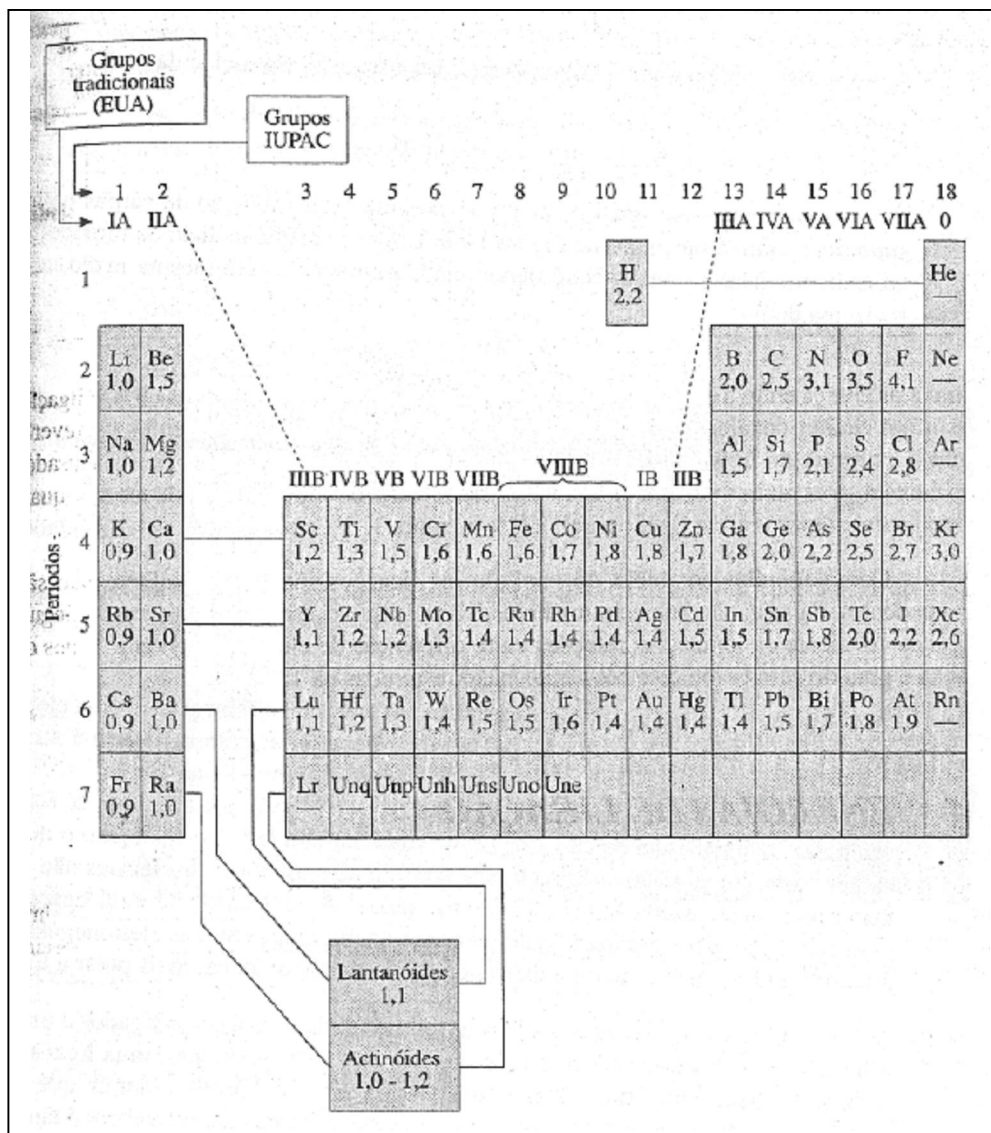 Grupos
tradicionais
(EUA)
Grupos
IUPAC
1 2 3 4 5 6 7 8 9 10 11 12 13 14 15 16 17 18
IA IIA IIIA IVA VA VIA VIIA 0
1 H He
2,2 —
2 Li Be B C N O F Ne
1,0 1,5 2,0 2,5 3,1 3,5 4,1 —
3 Na Mg Al Si P S Cl Ar
1,0 1,2 1,5 1,7 2,1 2,4 2,8 —
IIIB IVB VB VIB VIIB VIIIB IB IIB
Períodos
4 K Ca Sc Ti V Cr Mn Fe Co Ni Cu Zn Ga Ge As Se Br Kr
0,9 1,0 1,2 1,3 1,5 1,6 1,6 1,6 1,7 1,8 1,8 1,7 1,8 2,0 2,2 2,5 2,7 3,0
5 Rb Sr Y Zr Nb Mo Tc Ru Rh Pd Ag Cd In Sn Sb Te I Xe
0,9 1,0 1,1 1,2 1,2 1,3 1,4 1,4 1,4 1,4 1,4 1,5 1,5 1,7 1,8 2,0 2,2 2,6
6 Cs Ba Lu Hf Ta W Re Os Ir Pt Au Hg Tl Pb Bi Po At Rn
0,9 1,0 1,1 1,2 1,3 1,4 1,5 1,5 1,6 1,4 1,4 1,4 1,4 1,5 1,7 1,8 1,9 —
7 Fr Ra Lr Unq Unp Unh Uns Uno Une
0,9 1,0 — — — — — — —
Lantanóides
1,1
Actinóides
1,0 - 1,2